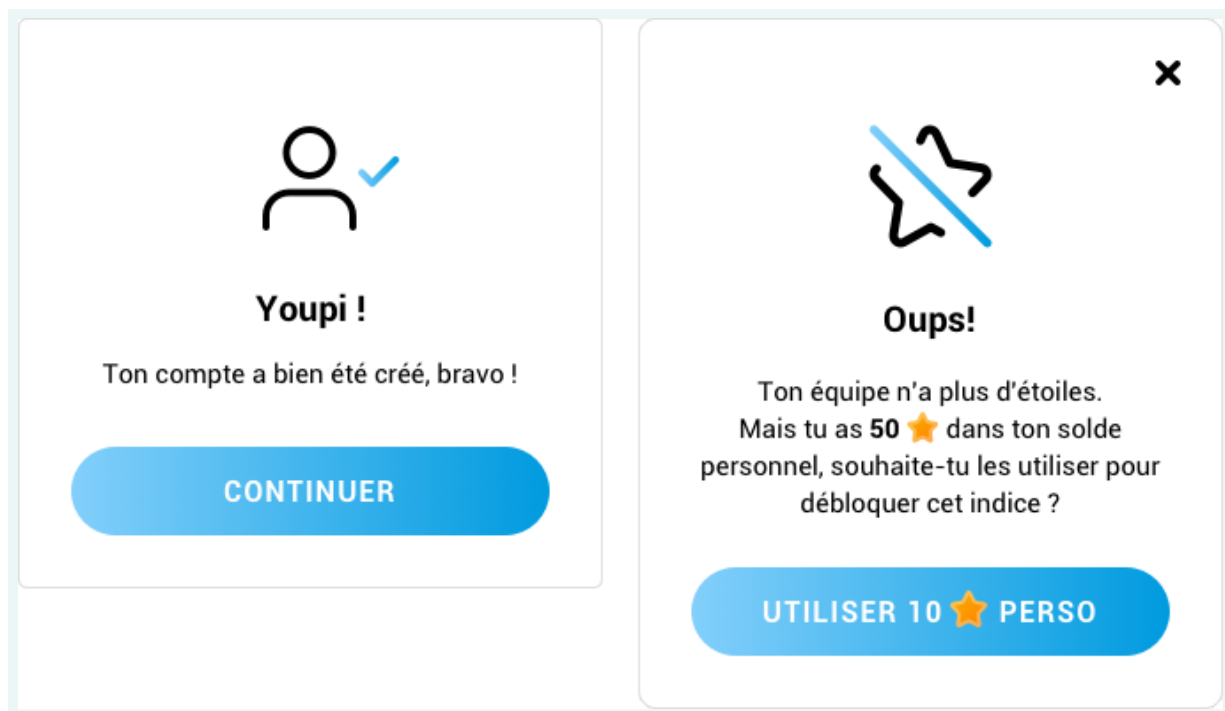 Youpi !
Ton compte a bien été créé, bravo !
CONTINUER
Oups!
Ton équipe n'a plus d'étoiles.
Mais tu as 50 ⭐ dans ton solde
personnel, souhaite-tu les utiliser pour
débloquer cet indice ?
UTILISER 10 ⭐ PERSO